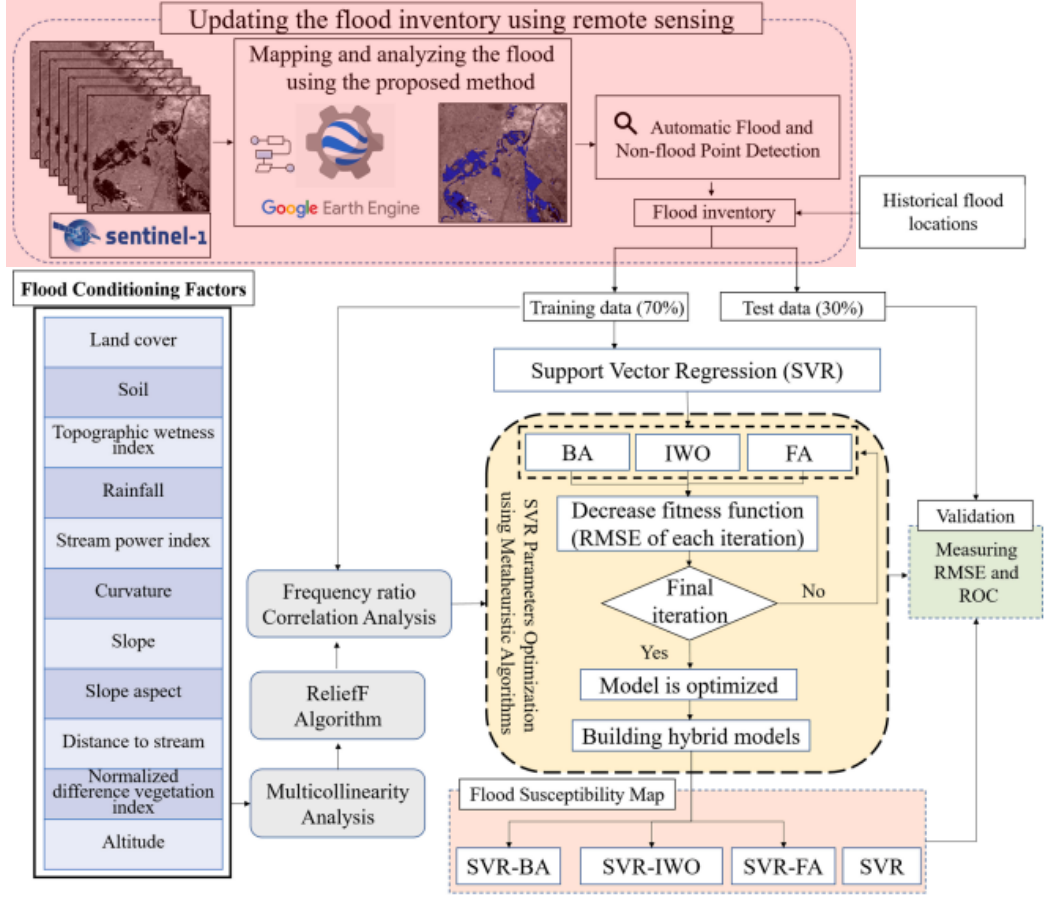 Updating the flood inventory using remote sensing
Mapping and analyzing the flood
using the proposed method
Google Earth Engine
sentinel-1
Automatic Flood and
Non-flood Point Detection
Flood inventory
Historical flood
locations
Flood Conditioning Factors
Land cover
Soil
Topographic wetness
index
Rainfall
Stream power index
Curvature
Slope
Slope aspect
Distance to stream
Normalized
difference vegetation
index
Altitude
Training data (70%)
Test data (30%)
Support Vector Regression (SVR)
BA
IWO
FA
SVR Parameters Optimization
using Metaheuristic Algorithms
Decrease fitness function
(RMSE of each iteration)
Final
iteration
No
Yes
Model is optimized
Building hybrid models
Frequency ratio
Correlation Analysis
ReliefF
Algorithm
Multicollinearity
Analysis
Validation
Measuring
RMSE and
ROC
Flood Susceptibility Map
SVR-BA
SVR-IWO
SVR-FA
SVR